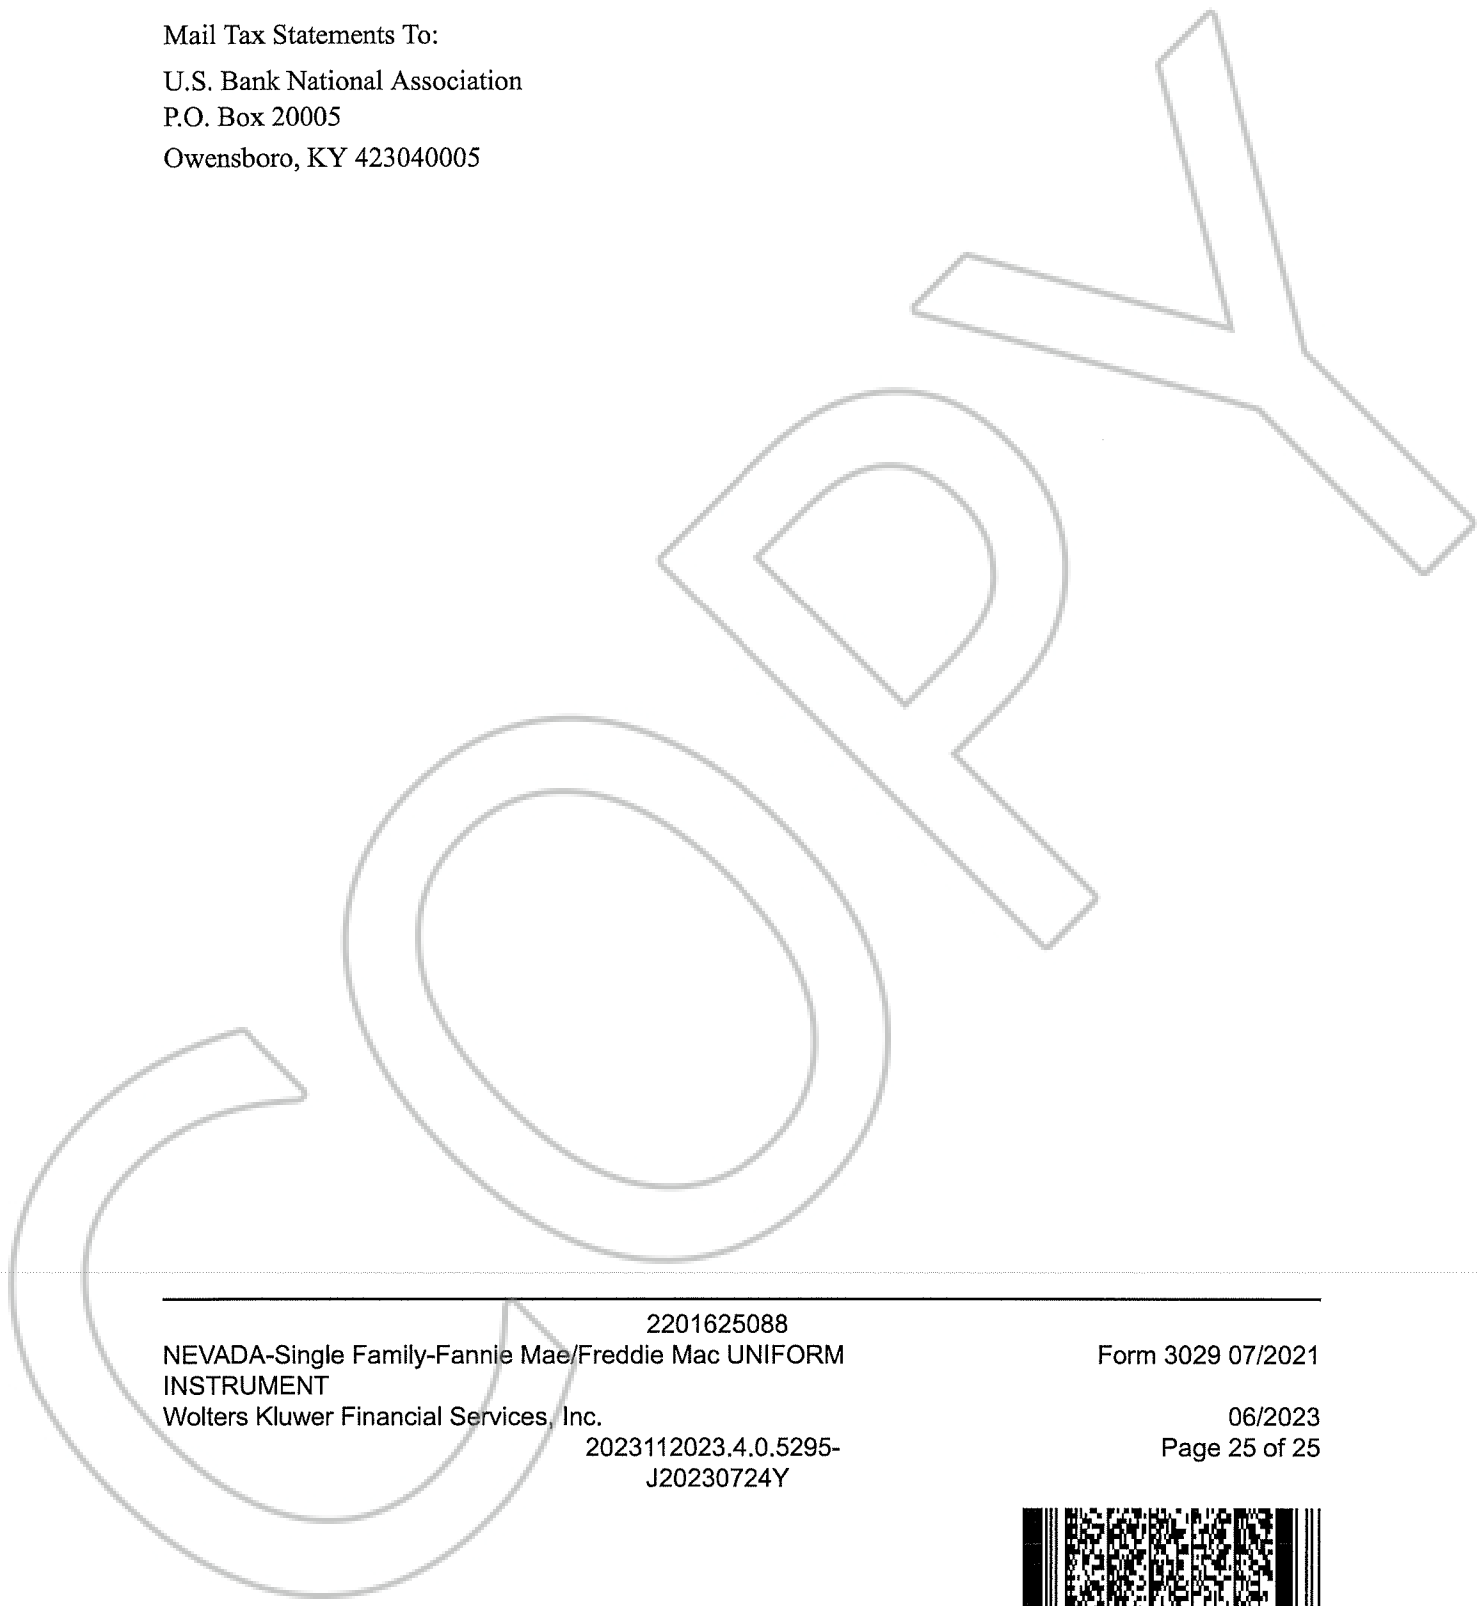 Mail Tax Statements To:
U.S. Bank National Association
P.O. Box 20005
Owensboro, KY 423040005
COPY
2201625088
NEVADA-Single Family-Fannie Mae/Freddie Mac UNIFORM
INSTRUMENT
Form 3029 07/2021
Wolters Kluwer Financial Services, Inc.
06/2023
2023112023.4.0.5295-
J20230724Y
Page 25 of 25